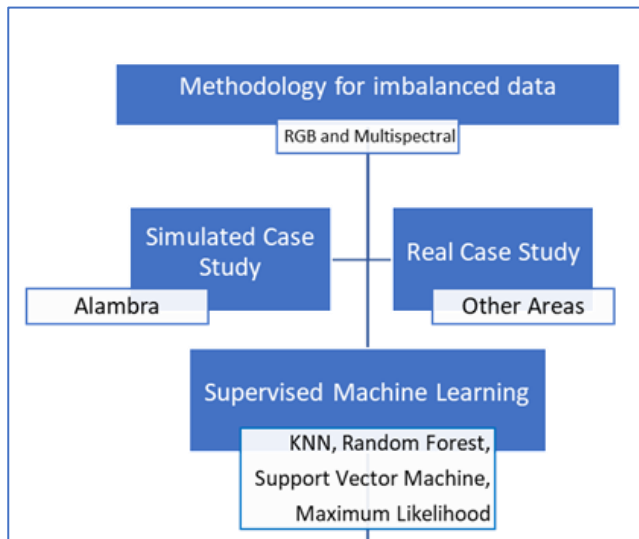 Methodology for imbalanced data
RGB and Multispectral
Simulated Case
Study
Alambra
Real Case Study
Other Areas
Supervised Machine Learning
KNN, Random Forest,
Support Vector Machine,
Maximum Likelihood